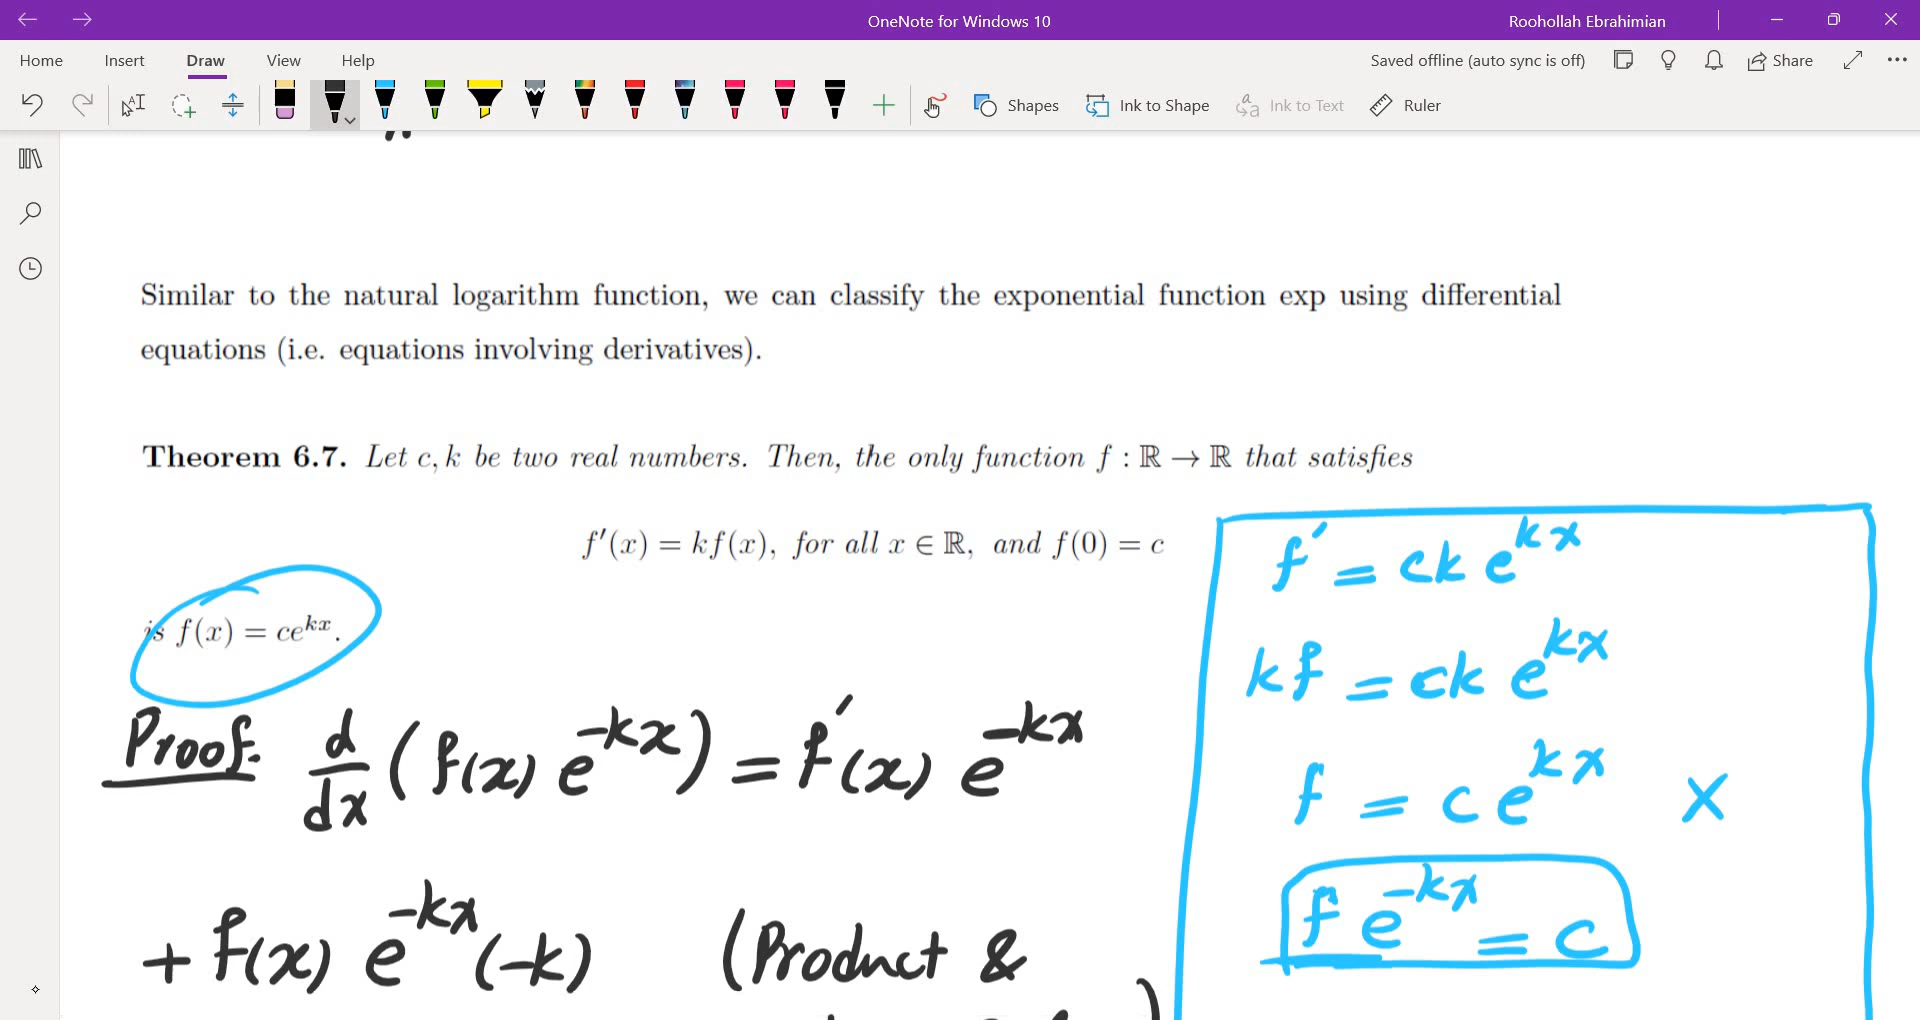 OneNote for Windows 10
Roohollah Ebrahimian
Home Insert Draw View Help
Saved offline (auto sync is off) Share
Shapes Ink to Shape Ink to Text Ruler
Similar to the natural logarithm function, we can classify the exponential function exp using differential
equations (i.e. equations involving derivatives).
Theorem 6.7. Let c, k be two real numbers. Then, the only function f : ℝ → ℝ that satisfies
f′(x) = kf(x), for all x ∈ ℝ, and f(0) = c
is f(x) = ce^{kx}.
Proof. d/dx (f(x) e^{-kx}) = f′(x) e^{-kx}
+ f(x) e^{-kx} (-k) (Product &
f′ = ck e^{kx}
kf = ck e^{kx}
f = c e^{kx} X
f e^{-kx} = c